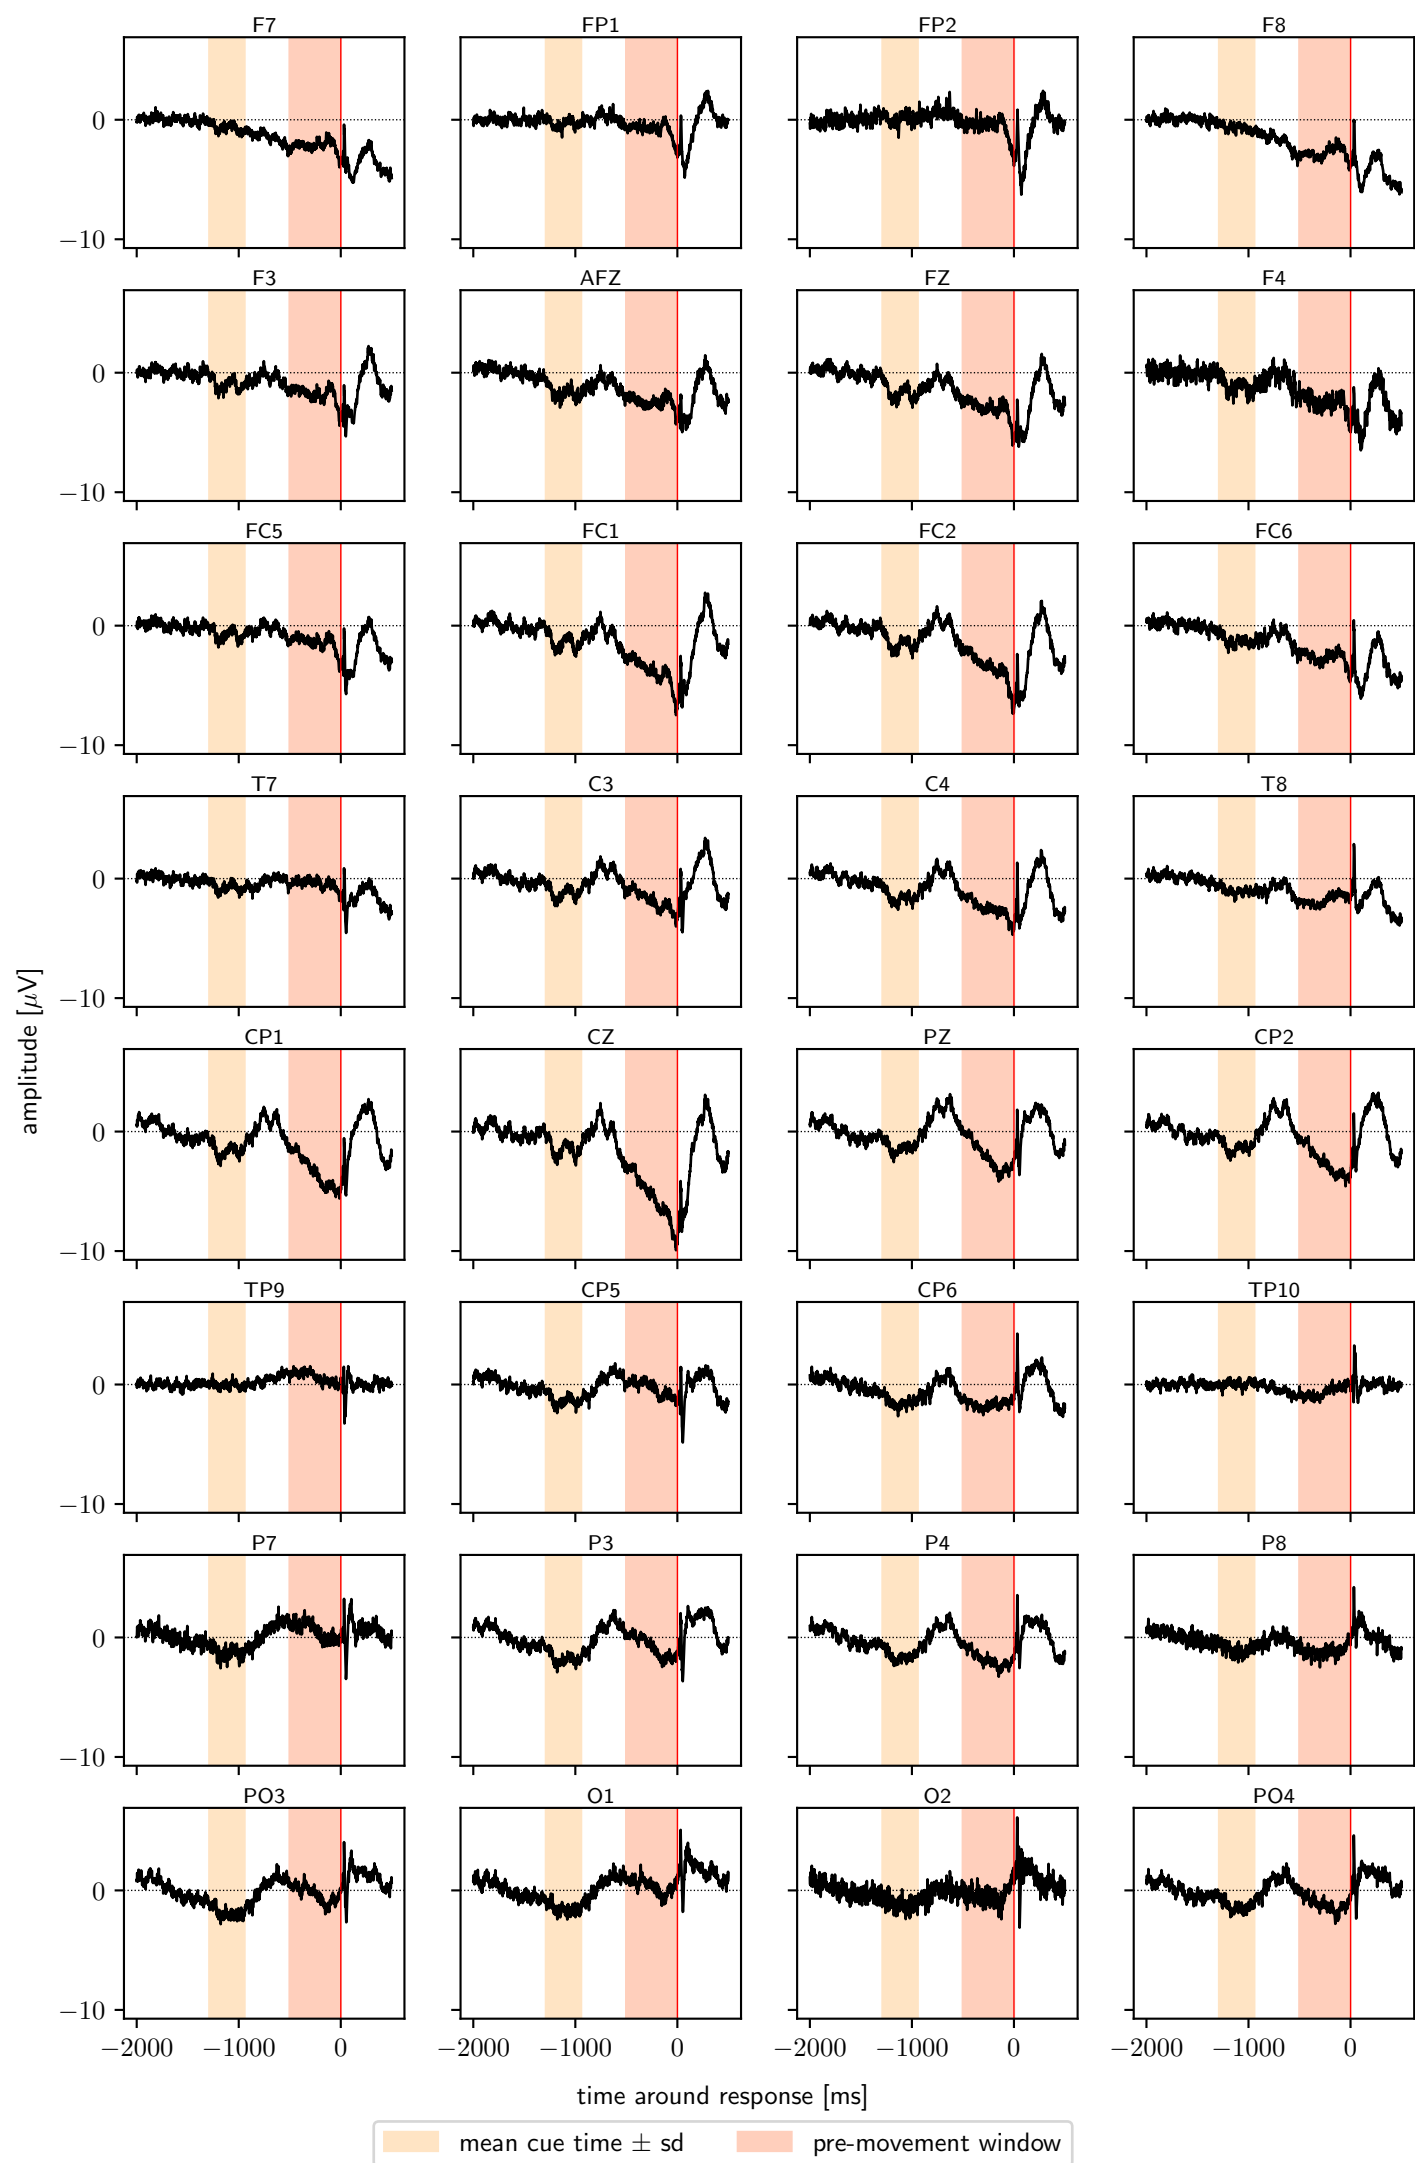 F7 FP1 FP2 F8
0
−10
F3 AFZ FZ F4
0
−10
FC5 FC1 FC2 FC6
0
−10
T7 C3 C4 T8
0
−10
CP1 CZ PZ CP2
0
−10
TP9 CP5 CP6 TP10
0
−10
P7 P3 P4 P8
0
−10
PO3 O1 O2 PO4
0
−10
−2000 −1000 0 −2000 −1000 0 −2000 −1000 0 −2000 −1000 0
amplitude [μV]
time around response [ms]
mean cue time ± sd pre-movement window